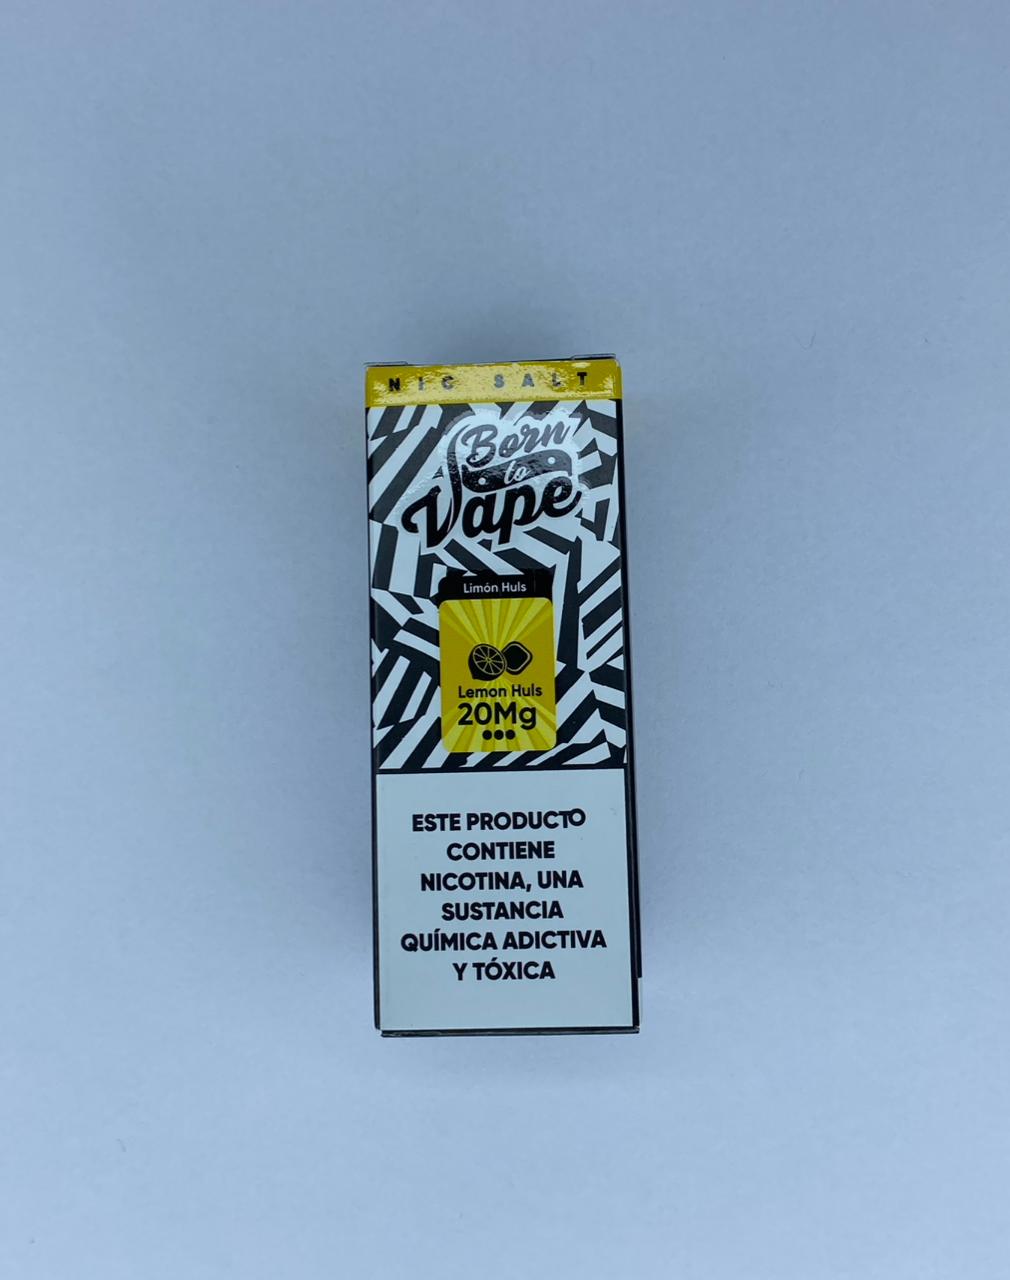 NIC SALT
Born
to
Vape
Limón Huls
Lemon Huls
20Mg
ESTE PRODUCTO
CONTIENE
NICOTINA, UNA
SUSTANCIA
QUÍMICA ADICTIVA
Y TÓXICA